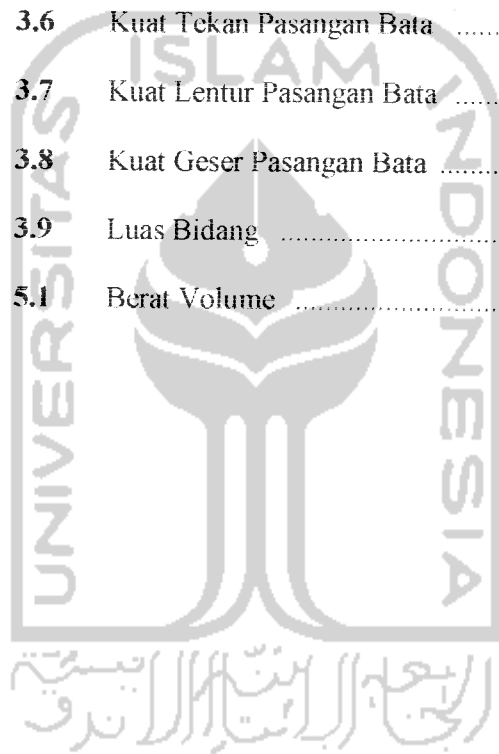 3.6 Kuat Tekan Pasangan Bata ......
3.7 Kuat Lentur Pasangan Bata ......
3.8 Kuat Geser Pasangan Bata ........
3.9 Luas Bidang ................................
5.1 Berat Volume ..............................
UNIVERSITAS
ISLAM
INDONESIA